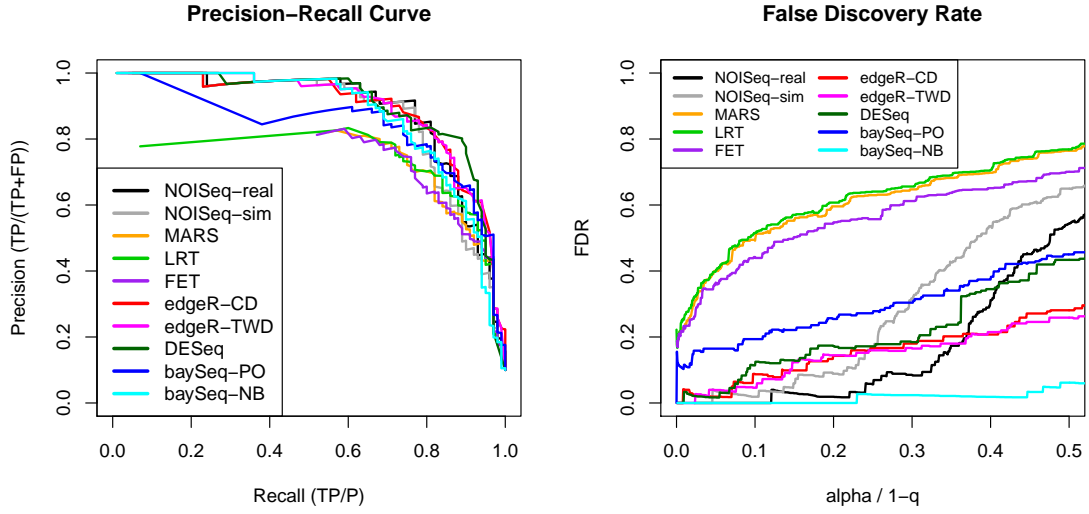 Precision−Recall Curve
Precision (TP/(TP+FP))
1.0
0.8
0.6
0.4
0.2
0.0
NOISeq−real
NOISeq−sim
MARS
LRT
FET
edgeR−CD
edgeR−TWD
DESeq
baySeq−PO
baySeq−NB
0.0 0.2 0.4 0.6 0.8 1.0
Recall (TP/P)
False Discovery Rate
FDR
1.0
0.8
0.6
0.4
0.2
0.0
NOISeq−real
NOISeq−sim
MARS
LRT
FET
edgeR−CD
edgeR−TWD
DESeq
baySeq−PO
baySeq−NB
0.0 0.1 0.2 0.3 0.4 0.5
alpha / 1−q